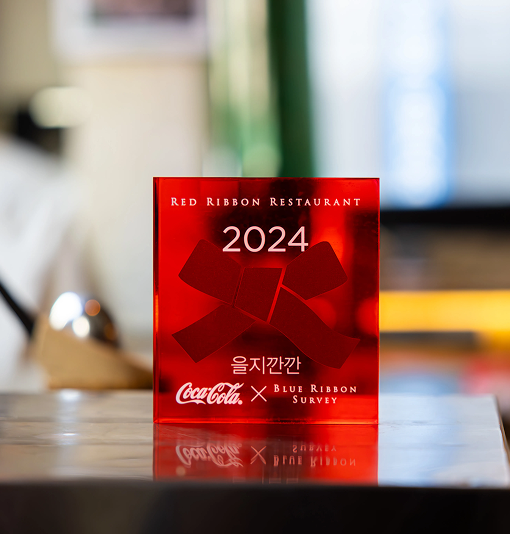 RED RIBBON RESTAURANT
2024
을지깐깐
Coca-Cola® × BLUE RIBBON
SURVEY